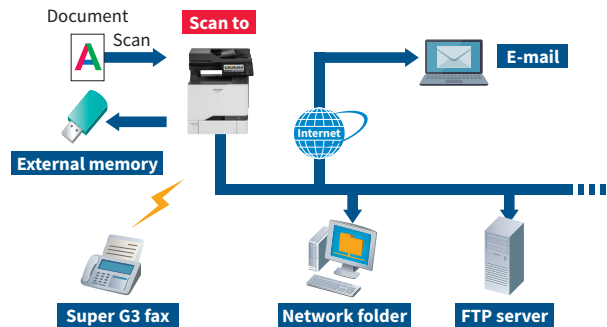 Document
Scan
A
Scan to
E-mail
Internet
External memory
Super G3 fax
Network folder
FTP server